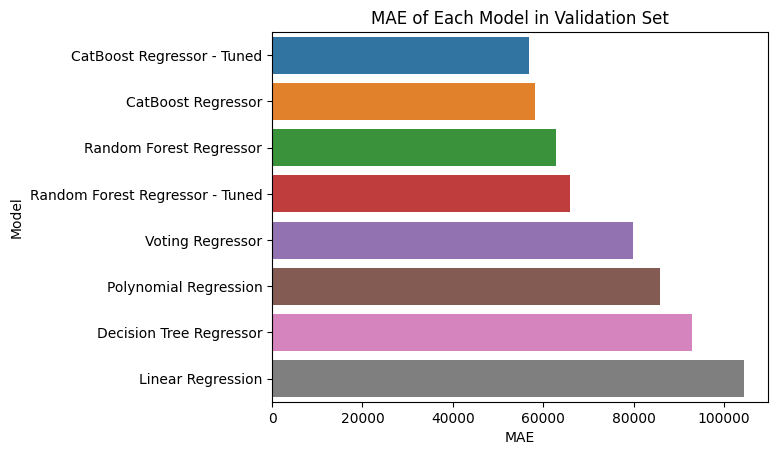 MAE of Each Model in Validation Set
CatBoost Regressor - Tuned
CatBoost Regressor
Random Forest Regressor
Random Forest Regressor - Tuned
Voting Regressor
Polynomial Regression
Decision Tree Regressor
Linear Regression
Model
0 20000 40000 60000 80000 100000
MAE